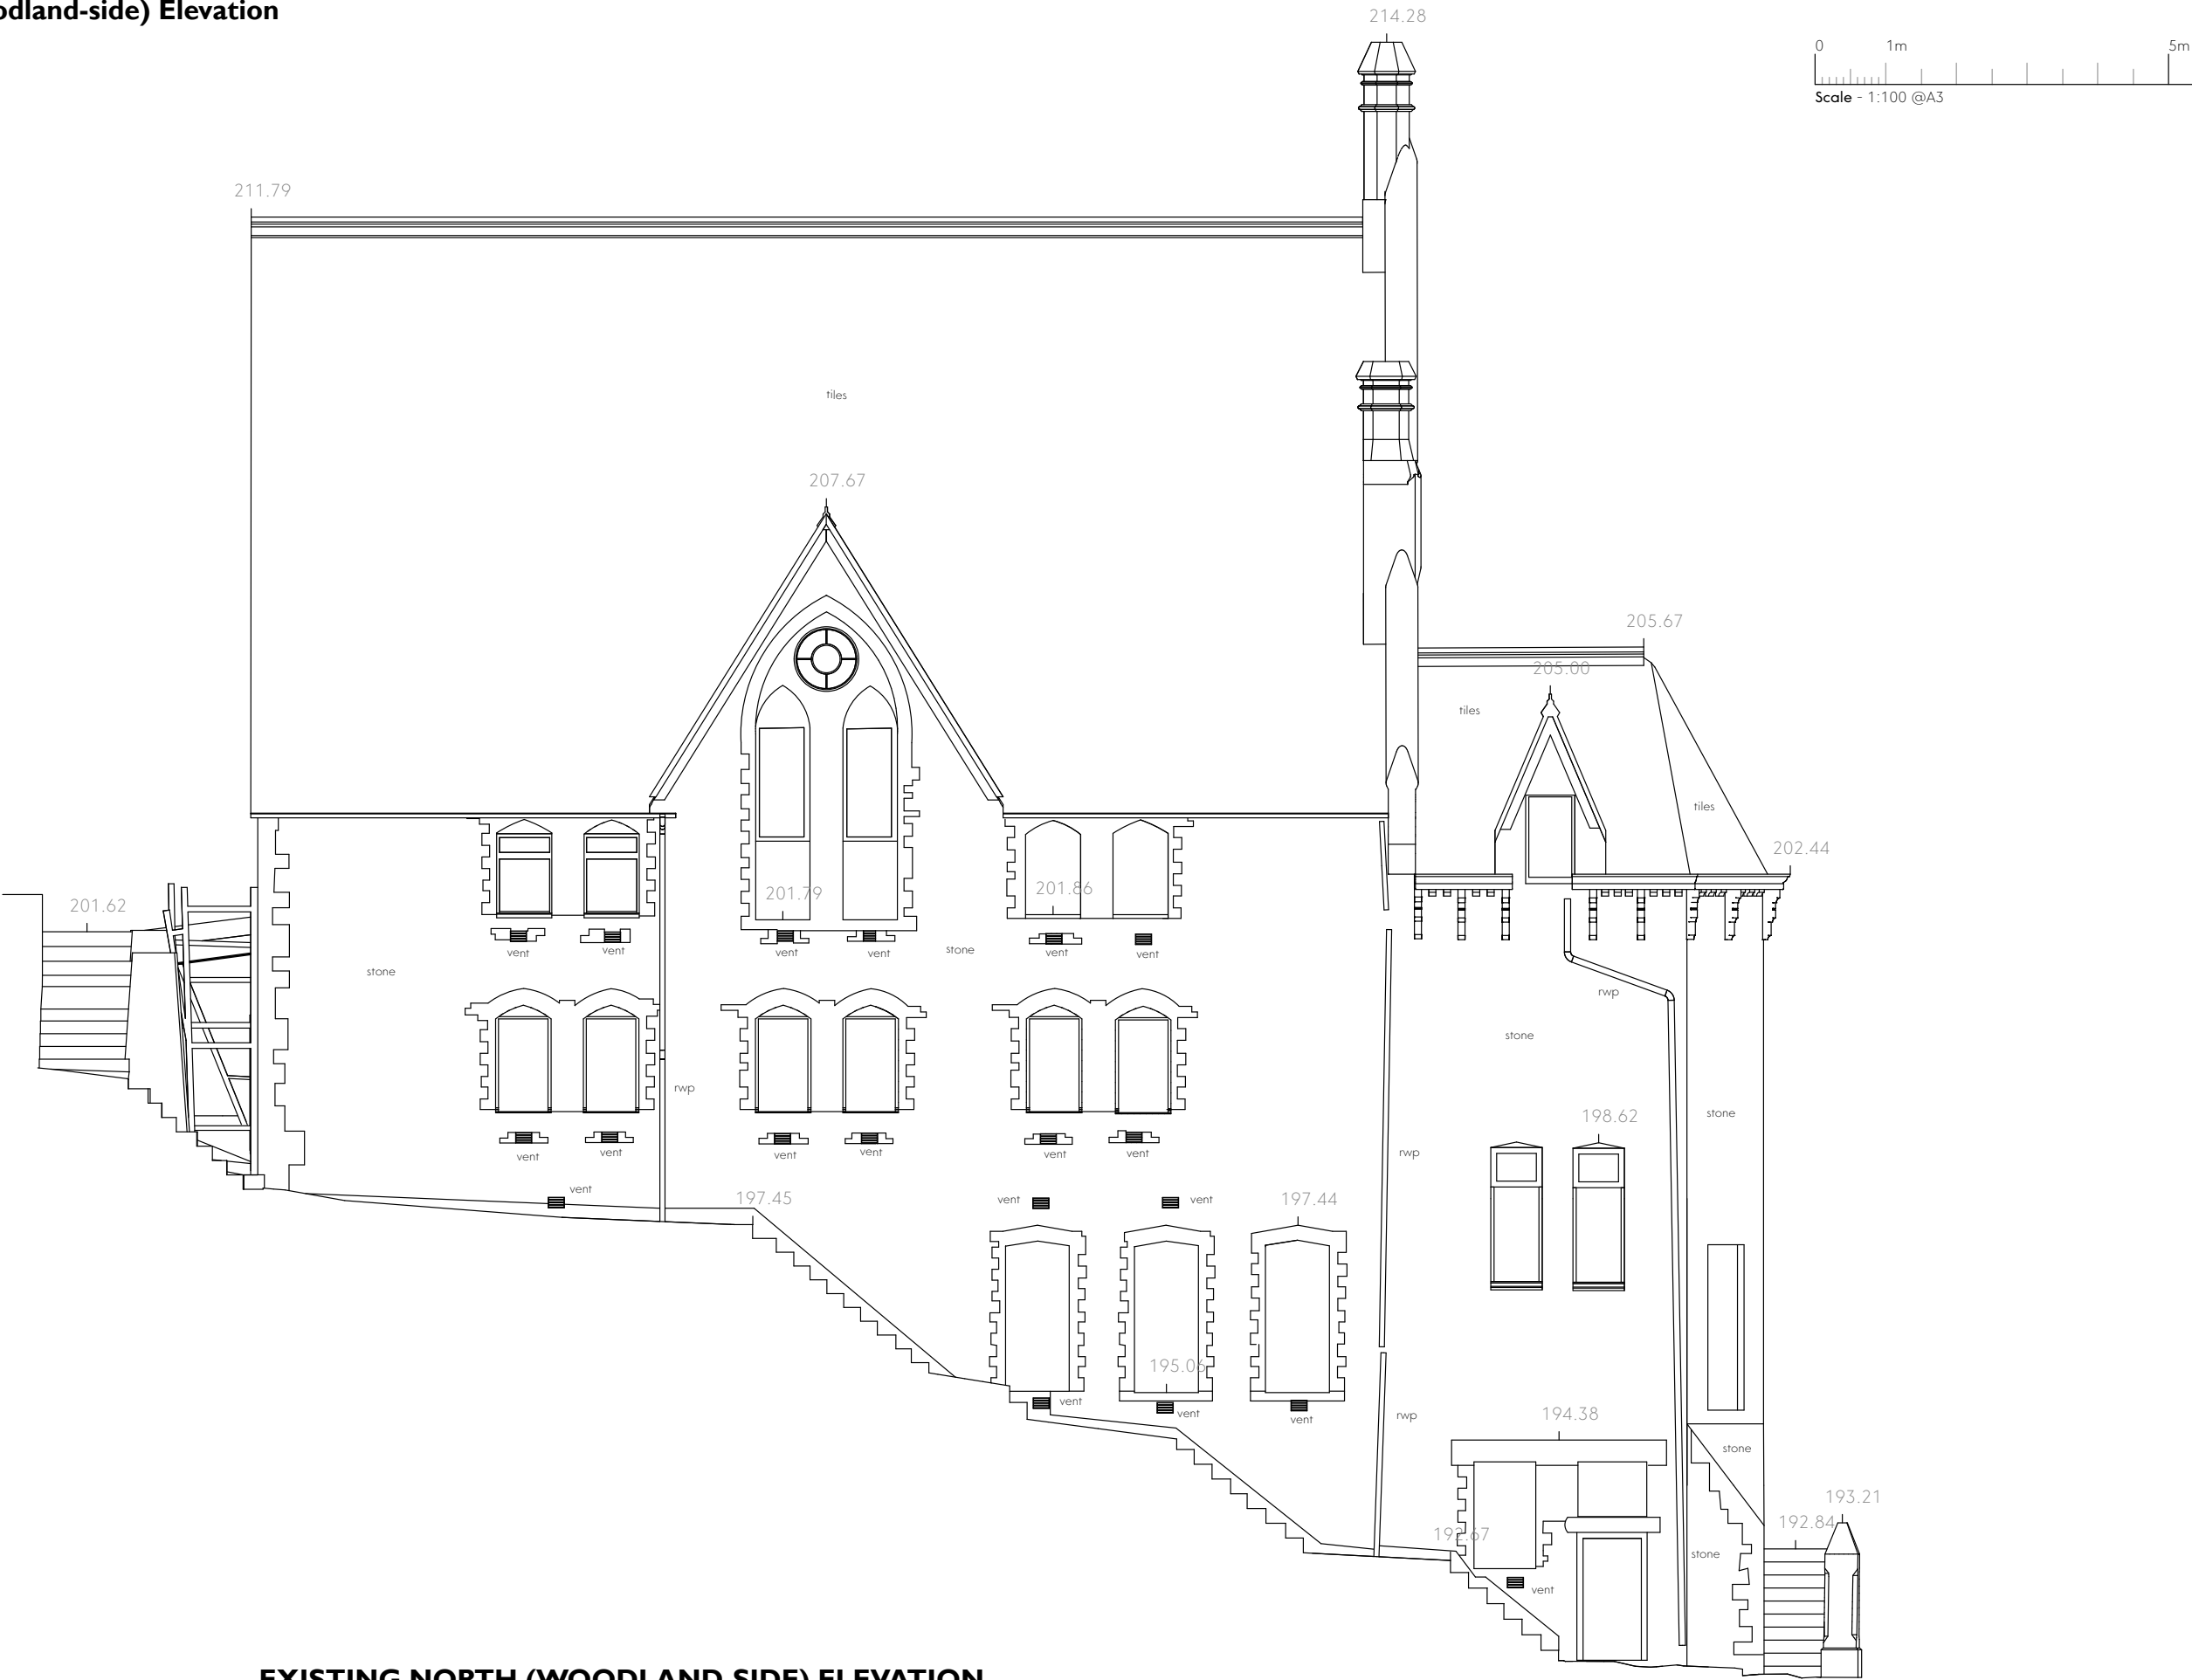 odland-side) Elevation
214.28
0 1m 5m
Scale - 1:100 @A3
211.79
tiles
207.67
205.67
205.00
tiles
tiles
202.44
201.62
201.79
201.86
vent
vent
vent
vent
stone
vent
vent
stone
rwp
stone
rwp
stone
198.62
vent
vent
vent
vent
vent
vent
rwp
vent
197.45
vent
vent
197.44
195.06
vent
vent
vent
rwp
194.38
stone
193.21
192.84
192.67
stone
vent
EXISTING NORTH (WOODLAND-SIDE) ELEVATION